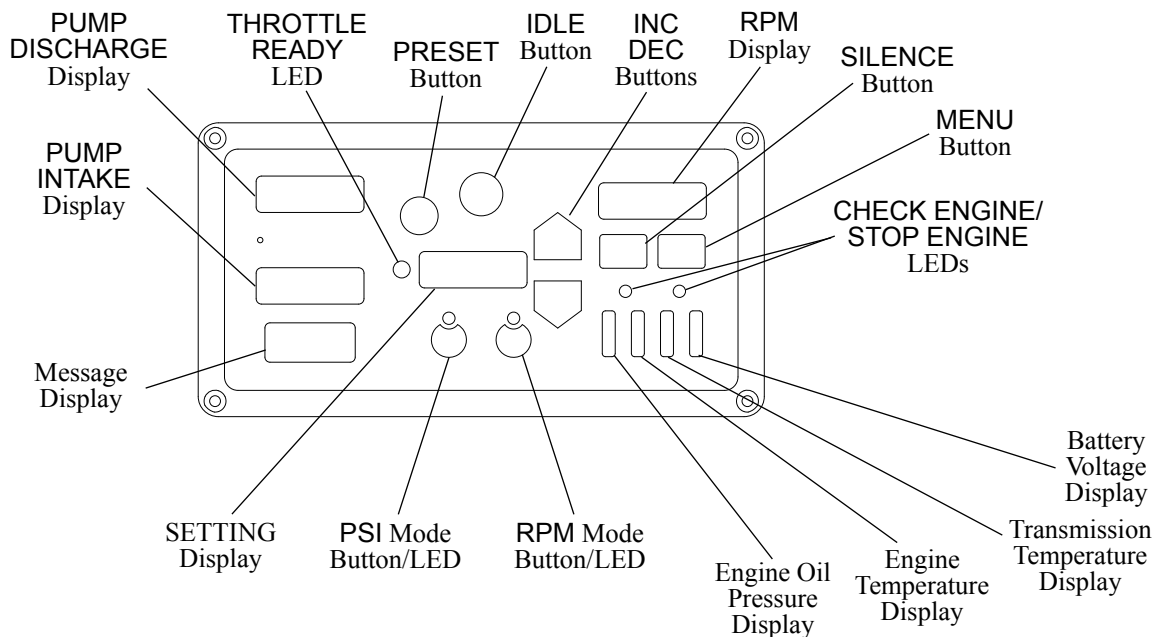 PUMP
DISCHARGE
Display
THROTTLE
READY
LED
PRESET
Button
IDLE
Button
INC
DEC
Buttons
RPM
Display
SILENCE
Button
MENU
Button
PUMP
INTAKE
Display
CHECK ENGINE/
STOP ENGINE
LEDs
Message
Display
SETTING
Display
PSI Mode
Button/LED
RPM Mode
Button/LED
Engine Oil
Pressure
Display
Engine
Temperature
Display
Transmission
Temperature
Display
Battery
Voltage
Display